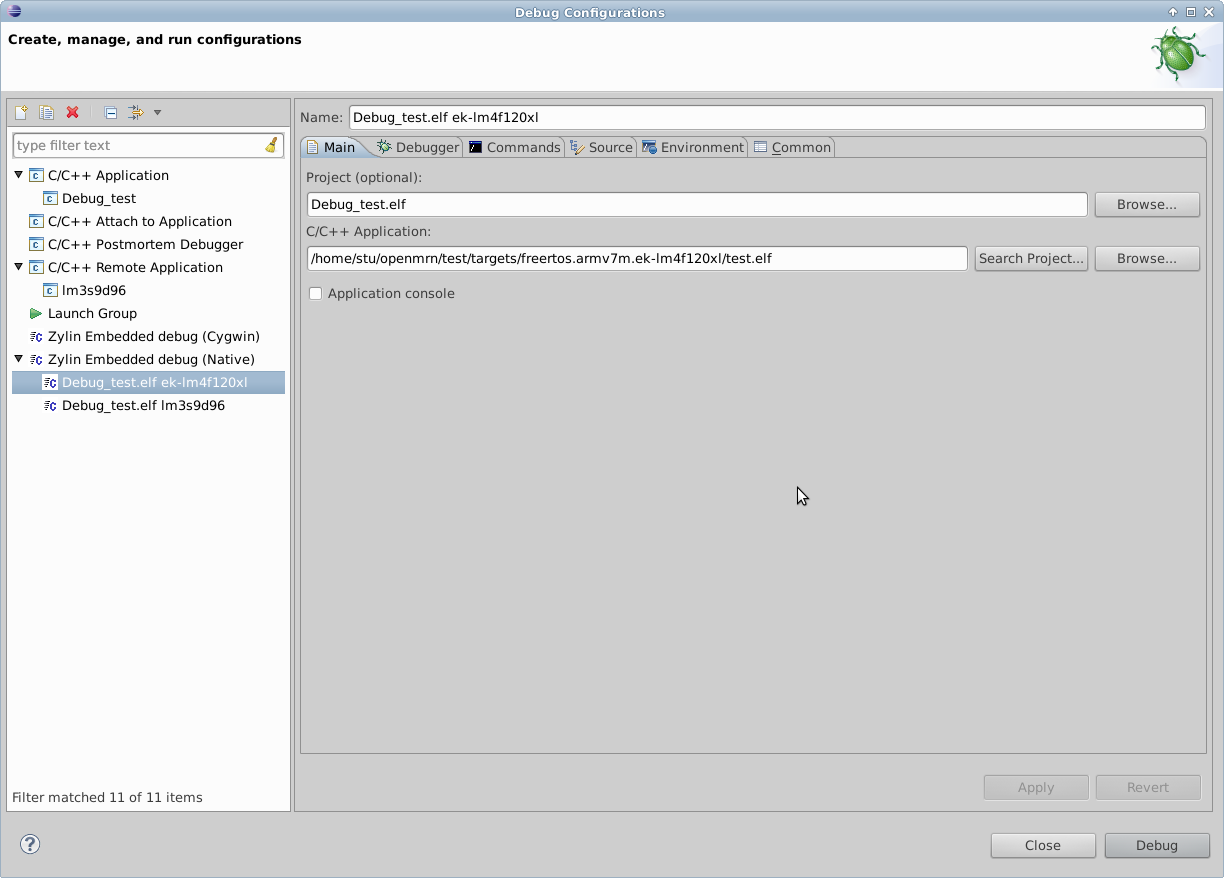 Debug Configurations
Create, manage, and run configurations
type filter text
C/C++ Application
Debug_test
C/C++ Attach to Application
C/C++ Postmortem Debugger
C/C++ Remote Application
lm3s9d96
Launch Group
Zylin Embedded debug (Cygwin)
Zylin Embedded debug (Native)
Debug_test.elf ek-lm4f120xl
Debug_test.elf lm3s9d96
Filter matched 11 of 11 items
Name: Debug_test.elf ek-lm4f120xl
Main Debugger Commands Source Environment Common
Project (optional):
Debug_test.elf Browse...
C/C++ Application:
/home/stu/openmrn/test/targets/freertos.armv7m.ek-lm4f120xl/test.elf Search Project... Browse...
Application console
Apply Revert
? Close Debug